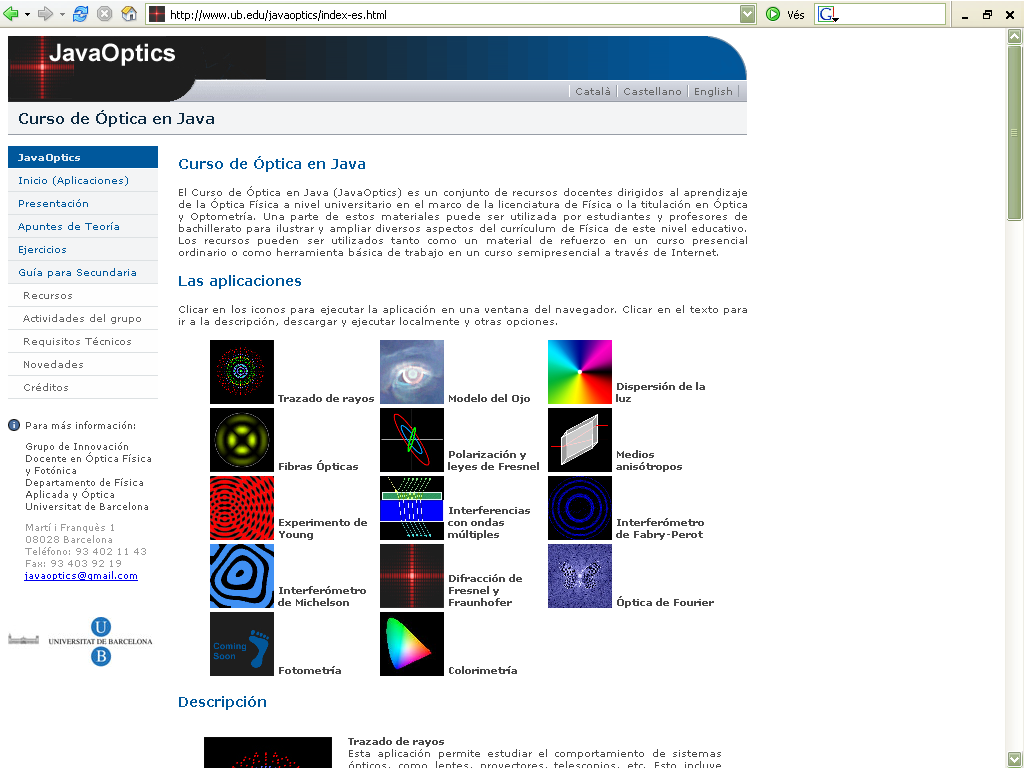 http://www.ub.edu/javaoptics/index-es.html
Vés
G
JavaOptics
Català
Castellano
English
Curso de Óptica en Java
JavaOptics
Inicio (Aplicaciones)
Presentación
Apuntes de Teoría
Ejercicios
Guía para Secundaria
Recursos
Actividades del grupo
Requisitos Técnicos
Novedades
Créditos
Para más información:
Grupo de Innovación
Docente en Óptica Física
y Fotónica
Departamento de Física
Aplicada y Óptica
Universitat de Barcelona
Martí i Franquès 1
08028 Barcelona
Teléfono: 93 402 11 43
Fax: 93 403 92 19
javaoptics@gmail.com
U
UNIVERSITAT DE BARCELONA
B
Curso de Óptica en Java
El Curso de Óptica en Java (JavaOptics) es un conjunto de recursos docentes dirigidos al aprendizaje
de la Óptica Física a nivel universitario en el marco de la licenciatura de Física o la titulación en Óptica
y Optometría. Una parte de estos materiales puede ser utilizada por estudiantes y profesores de
bachillerato para ilustrar y ampliar diversos aspectos del currículum de Física de este nivel educativo.
Los recursos pueden ser utilizados tanto como un material de refuerzo en un curso presencial
ordinario o como herramienta básica de trabajo en un curso semipresencial a través de Internet.
Las aplicaciones
Clicar en los iconos para ejecutar la aplicación en una ventana del navegador. Clicar en el texto para
ir a la descripción, descargar y ejecutar localmente y otras opciones.
Trazado de rayos
Modelo del Ojo
Dispersión de la
luz
Fibras Ópticas
Polarización y
leyes de Fresnel
Medios
anisótropos
Experimento de
Young
Interferencias
con ondas
múltiples
Interferómetro
de Fabry-Perot
Interferómetro
de Michelson
Difracción de
Fresnel y
Fraunhofer
Óptica de Fourier
Coming
Soon
Fotometría
Colorimetría
Descripción
Trazado de rayos
Esta aplicación permite estudiar el comportamiento de sistemas
ópticos, como lentes, proyectores, telescopios, etc. Esto incluye